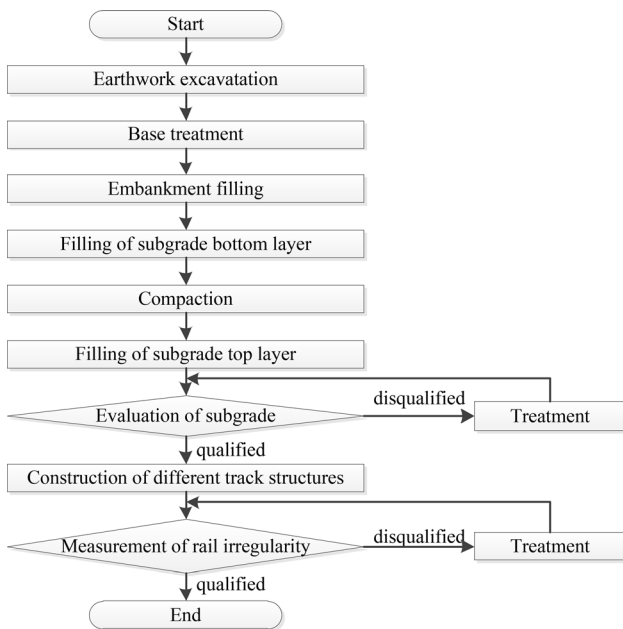 Start
Earthwork excavatation
Base treatment
Embankment filling
Filling of subgrade bottom layer
Compaction
Filling of subgrade top layer
disqualified
Evaluation of subgrade
Treatment
qualified
Construction of different track structures
disqualified
Measurement of rail irregularity
Treatment
qualified
End